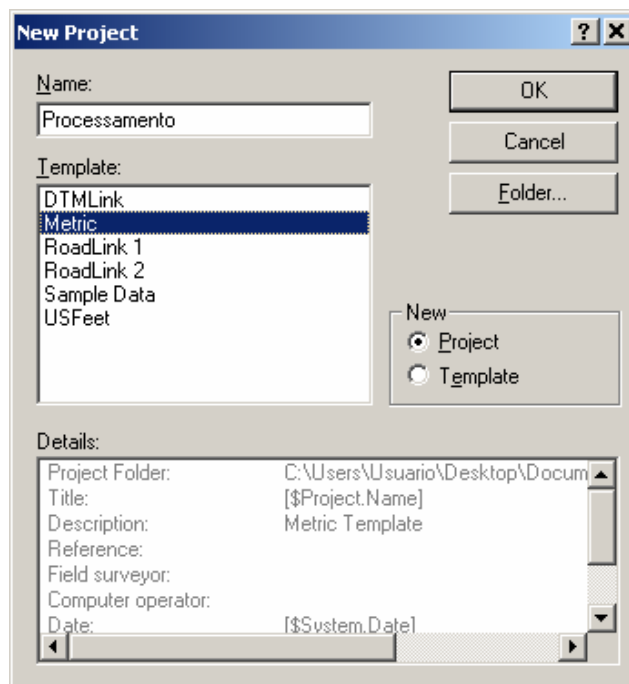 New Project
Name:
Processamento
OK
Cancel
Template:
Folder...
DTMLink
Metric
RoadLink 1
RoadLink 2
Sample Data
USFeet
New
Project
Template
Details:
Project Folder: C:\Users\Usuario\Desktop\Docum
Title: [$Project.Name]
Description: Metric Template
Reference:
Field surveyor:
Computer operator:
Date: [$System.Date]